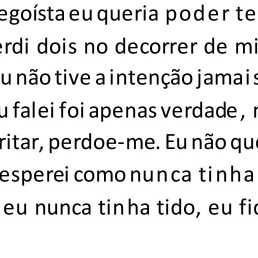 egoísta eu queria poder te
erdi dois no decorrer de mi
u não tive a intenção jamais
u falei foi apenas verdade,
ritar, perdoe-me. Eu não que
esperei como nunca tinha
eu nunca tinha tido, eu fi